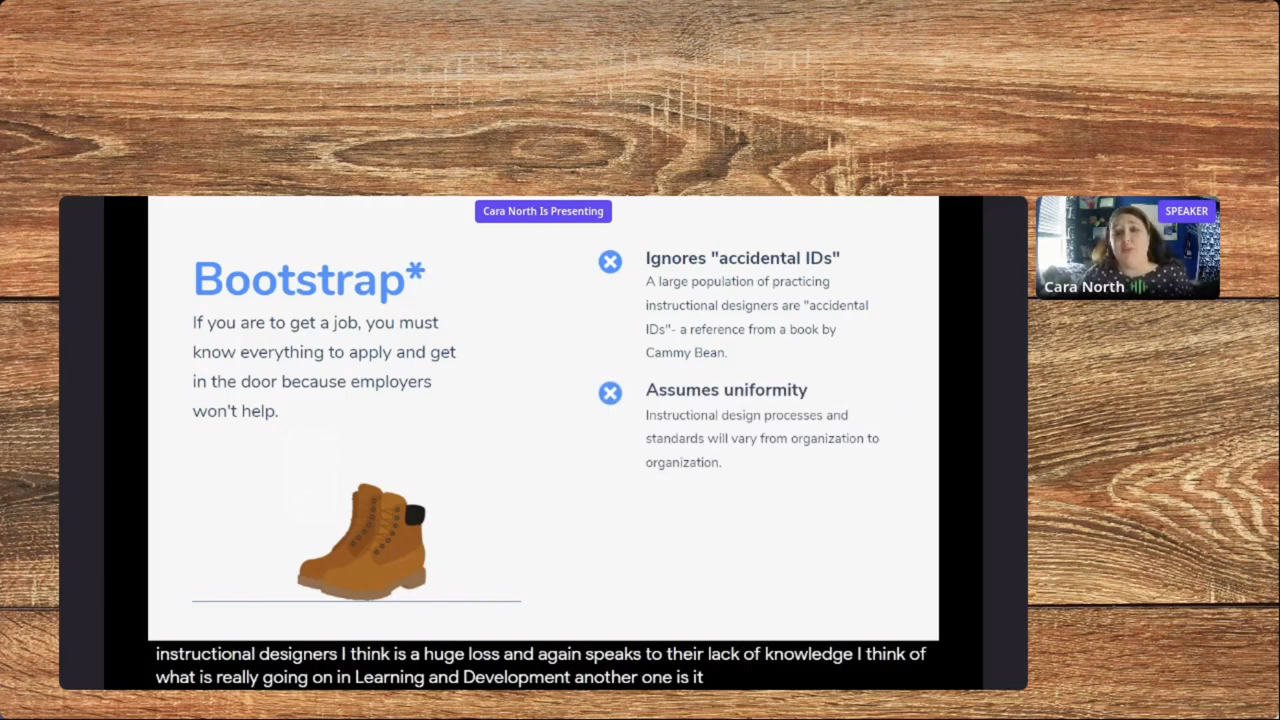 Cara North Is Presenting
SPEAKER
Cara North
Bootstrap*
If you are to get a job, you must
know everything to apply and get
in the door because employers
won't help.
Ignores "accidental IDs"
A large population of practicing
instructional designers are "accidental
IDs"- a reference from a book by
Cammy Bean.
Assumes uniformity
Instructional design processes and
standards will vary from organization to
organization.
instructional designers I think is a huge loss and again speaks to their lack of knowledge I think of
what is really going on in Learning and Development another one is it